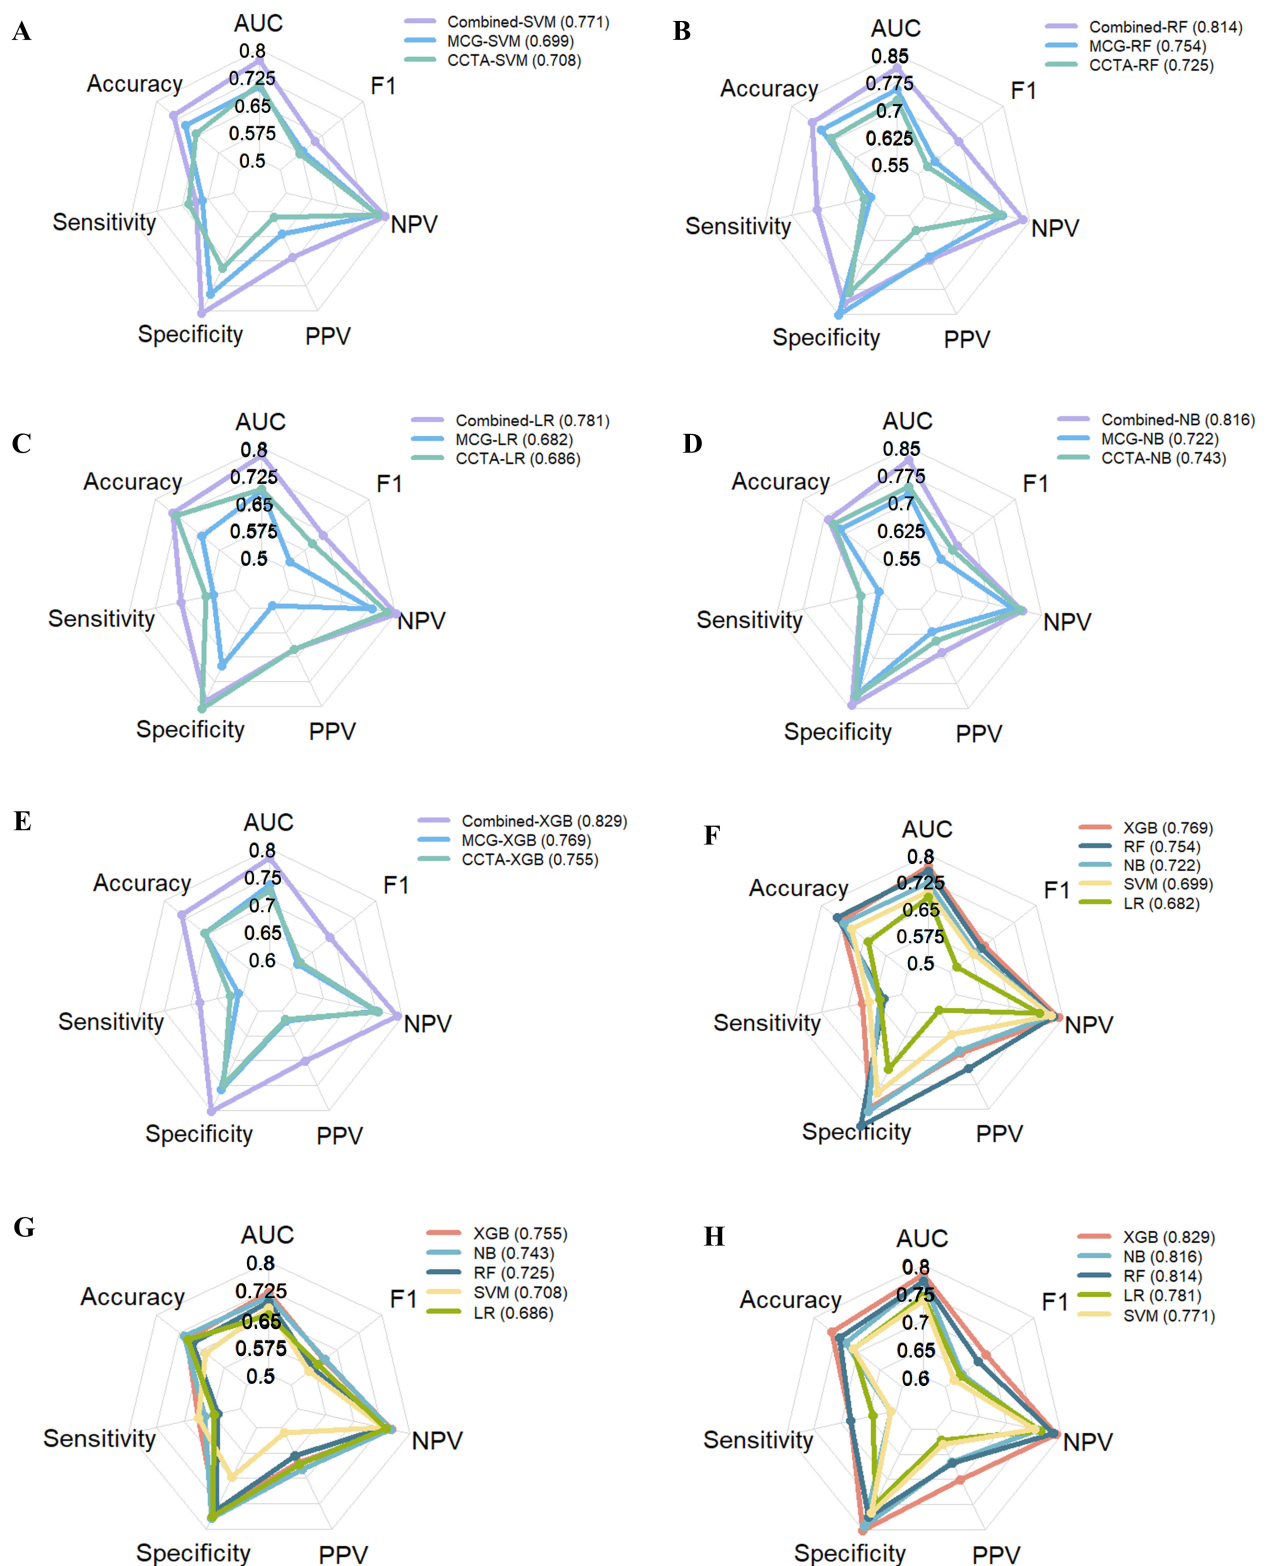 A
AUC
0.8
0.725
0.65
0.575
0.5
F1
NPV
PPV
Specificity
Sensitivity
Accuracy
Combined-SVM (0.771)
MCG-SVM (0.699)
CCTA-SVM (0.708)
B
AUC
0.85
0.775
0.7
0.625
0.55
F1
NPV
PPV
Specificity
Sensitivity
Accuracy
Combined-RF (0.814)
MCG-RF (0.754)
CCTA-RF (0.725)
C
AUC
0.8
0.725
0.65
0.575
0.5
F1
NPV
PPV
Specificity
Sensitivity
Accuracy
Combined-LR (0.781)
MCG-LR (0.682)
CCTA-LR (0.686)
D
AUC
0.85
0.775
0.7
0.625
0.55
F1
NPV
PPV
Specificity
Sensitivity
Accuracy
Combined-NB (0.816)
MCG-NB (0.722)
CCTA-NB (0.743)
E
AUC
0.8
0.75
0.7
0.65
0.6
F1
NPV
PPV
Specificity
Sensitivity
Accuracy
Combined-XGB (0.829)
MCG-XGB (0.769)
CCTA-XGB (0.755)
F
AUC
0.8
0.725
0.65
0.575
0.5
F1
NPV
PPV
Specificity
Sensitivity
Accuracy
XGB (0.769)
RF (0.754)
NB (0.722)
SVM (0.699)
LR (0.682)
G
AUC
0.8
0.725
0.65
0.575
0.5
F1
NPV
PPV
Specificity
Sensitivity
Accuracy
XGB (0.755)
NB (0.743)
RF (0.725)
SVM (0.708)
LR (0.686)
H
AUC
0.8
0.75
0.7
0.65
0.6
F1
NPV
PPV
Specificity
Sensitivity
Accuracy
XGB (0.829)
NB (0.816)
RF (0.814)
LR (0.781)
SVM (0.771)